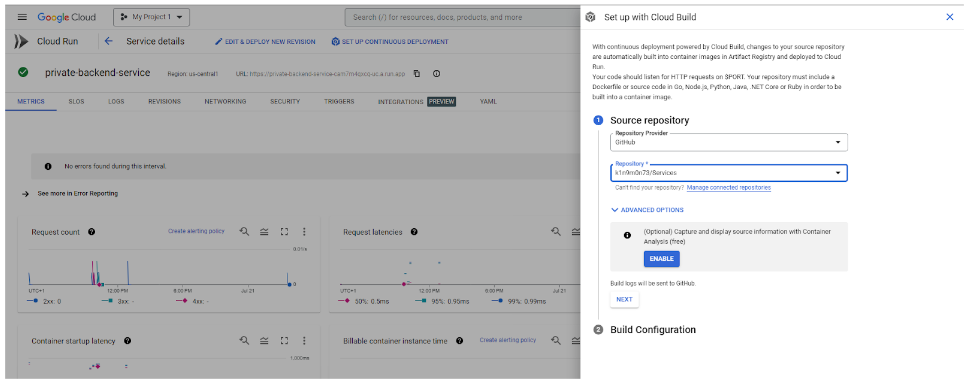 Google Cloud
My Project 1
Search (/) for resources, docs, products, and more
Cloud Run
Service details
EDIT & DEPLOY NEW REVISION
SET UP CONTINUOUS DEPLOYMENT
private-backend-service
Region: us-central1
URL:
METRICS
SLOS
LOGS
REVISIONS
NETWORKING
SECURITY
TRIGGERS
INTEGRATIONS PREVIEW
YAML
No errors found during this interval.
See more in Error Reporting
Request count
Create alerting policy
0.01/s
UTC+1
12:00 PM
6:00 PM
Jul 21
0
2xx: 0
3xx: -
4xx: -
Request latencies
UTC+1
12:00 PM
6:00 PM
Jul 21
50%: 0.5ms
95%: 0.95ms
99%: 0.99ms
Container startup latency
1.000ms
Billable container instance time
Create alerting policy
Set up with Cloud Build
With continuous deployment powered by Cloud Build, changes to your source repository
are automatically built into container images in Artifact Registry and deployed to Cloud
Run.
Your code should listen for HTTP requests on $PORT. Your repository must include a
Dockerfile or source code in Go, Node.js, Python, Java, .NET Core or Ruby in order to be
built into a container image.
1 Source repository
Repository Provider
GitHub
Repository *
k1n9m0n73/Services
Can't find your repository? Manage connected repositories
ADVANCED OPTIONS
(Optional) Capture and display source information with Container
Analysis (free)
ENABLE
Build logs will be sent to GitHub.
NEXT
2 Build Configuration